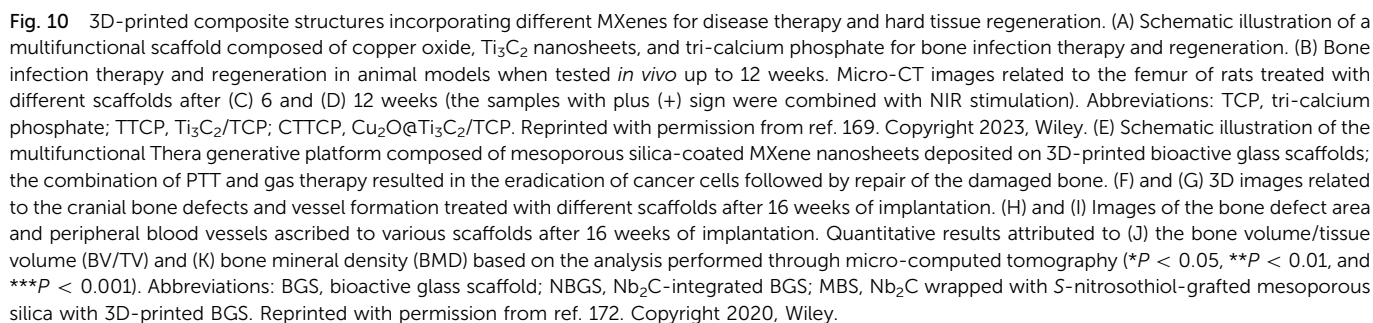 Fig. 10 3D-printed composite structures incorporating different MXenes for disease therapy and hard tissue regeneration. (A) Schematic illustration of a
multifunctional scaffold composed of copper oxide, Ti₃C₂ nanosheets, and tri-calcium phosphate for bone infection therapy and regeneration. (B) Bone
infection therapy and regeneration in animal models when tested in vivo up to 12 weeks. Micro-CT images related to the femur of rats treated with
different scaffolds after (C) 6 and (D) 12 weeks (the samples with plus (+) sign were combined with NIR stimulation). Abbreviations: TCP, tri-calcium
phosphate; TTCP, Ti₃C₂/TCP; CTTCP, Cu₂O@Ti₃C₂/TCP. Reprinted with permission from ref. 169. Copyright 2023, Wiley. (E) Schematic illustration of the
multifunctional Thera generative platform composed of mesoporous silica-coated MXene nanosheets deposited on 3D-printed bioactive glass scaffolds;
the combination of PTT and gas therapy resulted in the eradication of cancer cells followed by repair of the damaged bone. (F) and (G) 3D images related
to the cranial bone defects and vessel formation treated with different scaffolds after 16 weeks of implantation. (H) and (I) Images of the bone defect area
and peripheral blood vessels ascribed to various scaffolds after 16 weeks of implantation. Quantitative results attributed to (J) the bone volume/tissue
volume (BV/TV) and (K) bone mineral density (BMD) based on the analysis performed through micro-computed tomography (*P < 0.05, **P < 0.01, and
***P < 0.001). Abbreviations: BGS, bioactive glass scaffold; NBGS, Nb₂C-integrated BGS; MBS, Nb₂C wrapped with S-nitrosothiol-grafted mesoporous
silica with 3D-printed BGS. Reprinted with permission from ref. 172. Copyright 2020, Wiley.